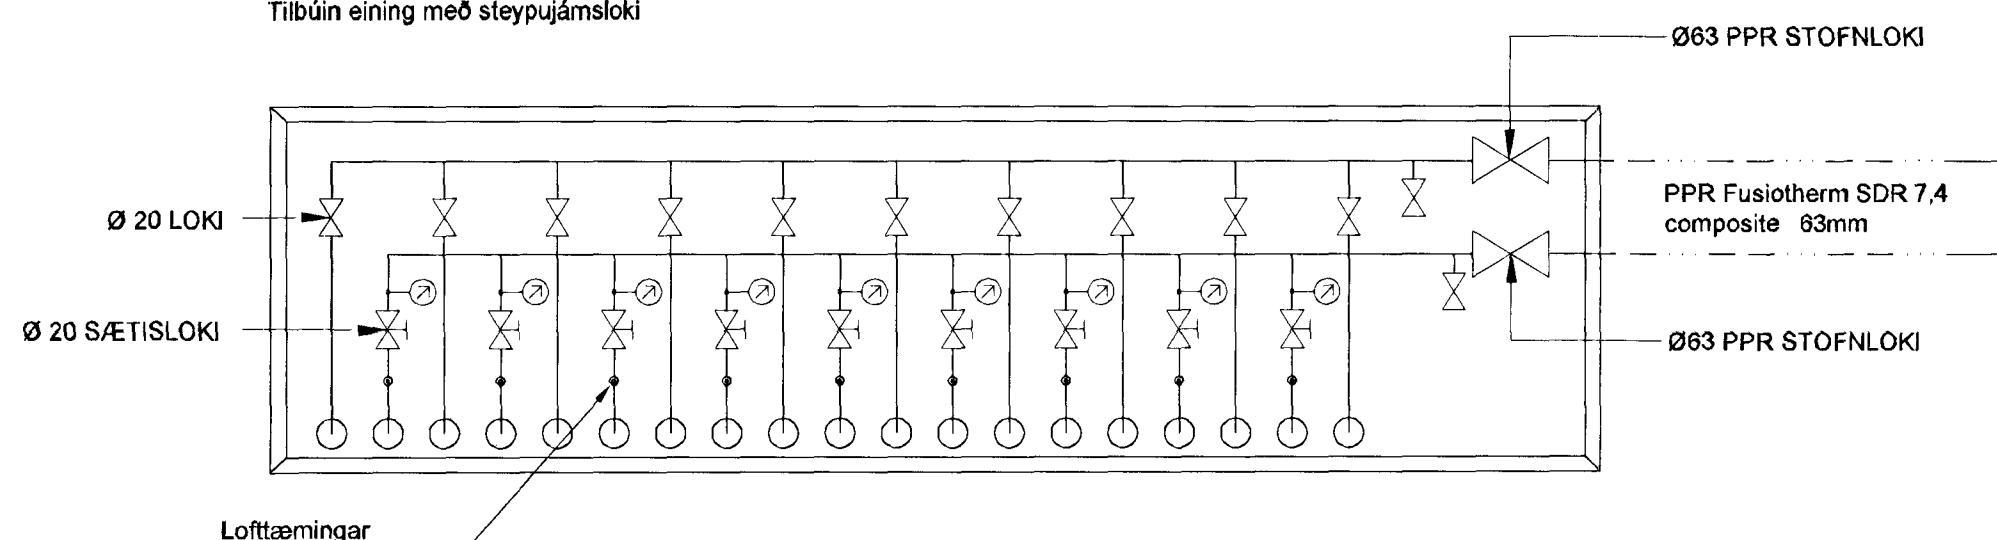 Tilbúin eining með steypujámsloki
Ø63 PPR STOFNLOKI
Ø 20 LOKI
PPR Fusiotherm SDR 7,4
composite 63mm
Ø 20 SÆTISLOKI
Ø63 PPR STOFNLOKI
Lofttæmingar